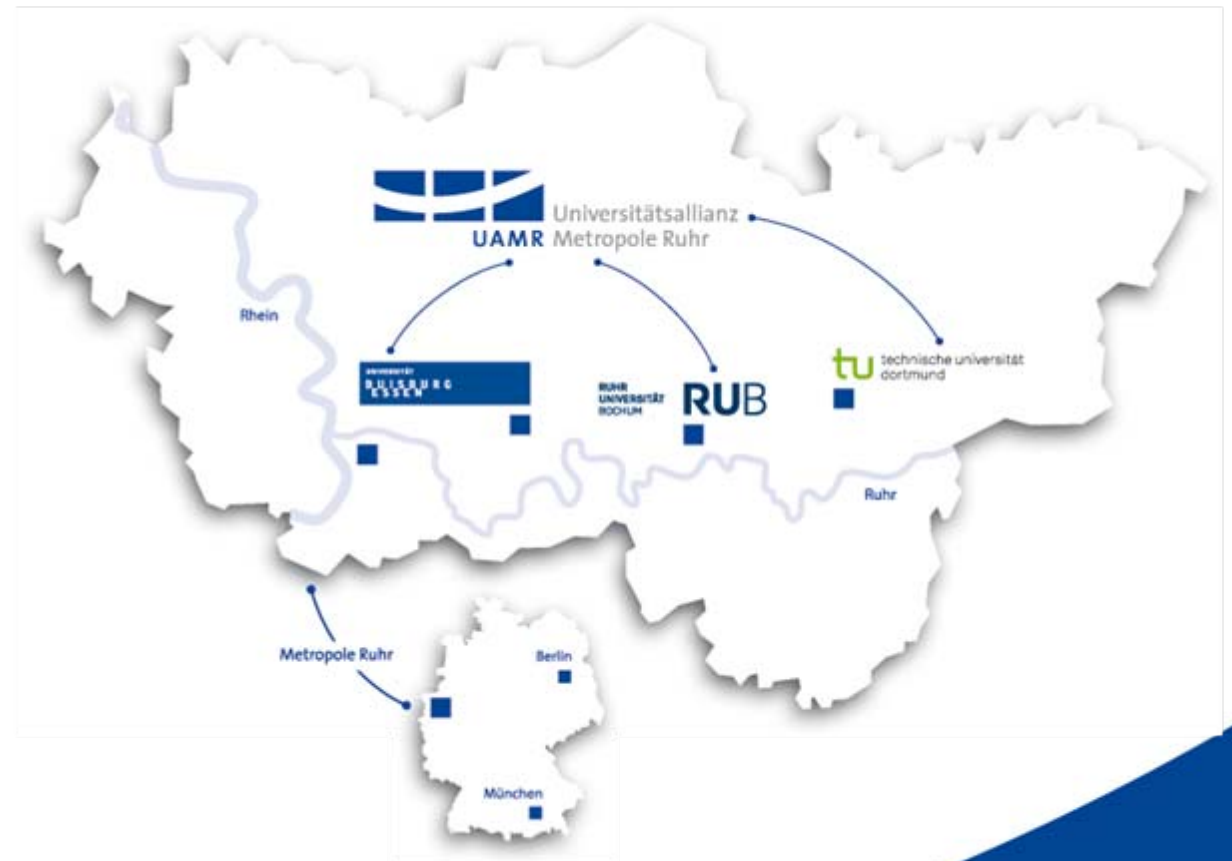 Universitätsallianz
UAMR Metropole Ruhr
Rhein
UNIVERSITÄT
DUISBURG
ESSEN
RUHR
UNIVERSITÄT
BOCHUM
RUB
tu technische universität
dortmund
Ruhr
Metropole Ruhr
Berlin
München